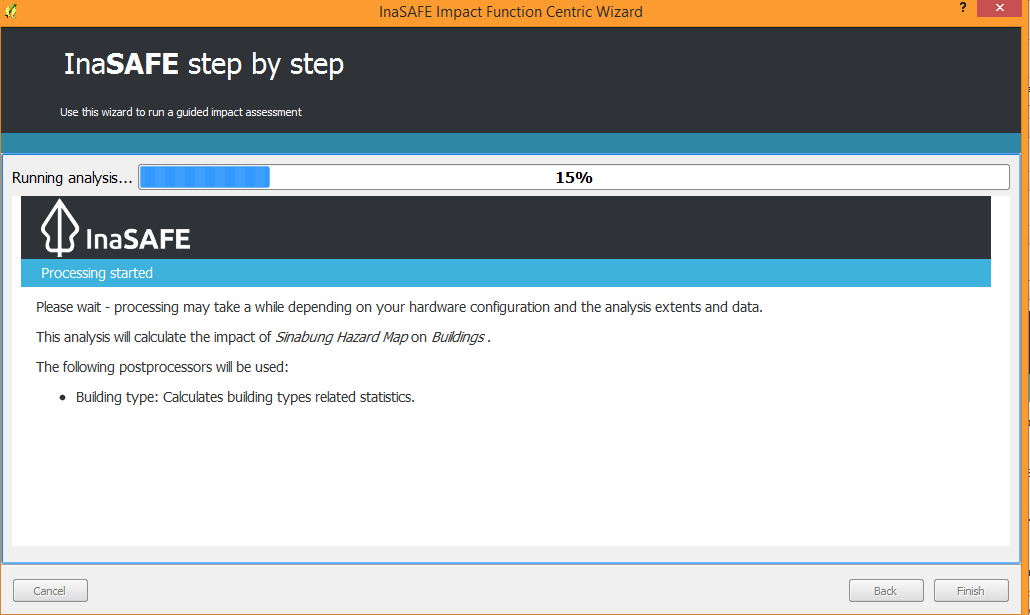 InaSAFE Impact Function Centric Wizard
?
InaSAFE step by step
Use this wizard to run a guided impact assessment
Running analysis... 15%
InaSAFE
Processing started
Please wait - processing may take a while depending on your hardware configuration and the analysis extents and data.
This analysis will calculate the impact of Sinabung Hazard Map on Buildings .
The following postprocessors will be used:
• Building type: Calculates building types related statistics.
Cancel Back Finish